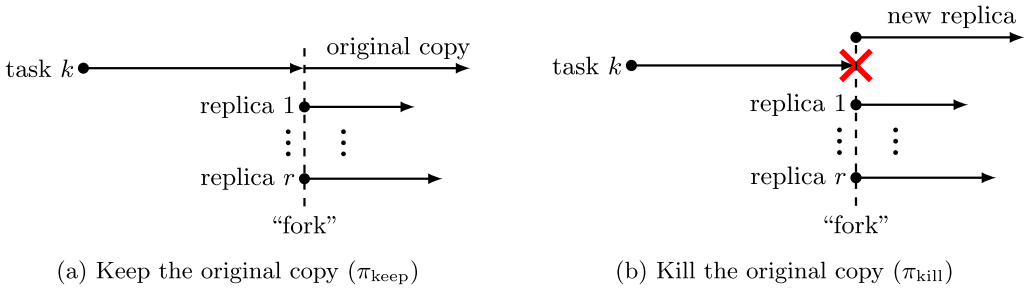 original copy
task k
replica 1
replica r
“fork”
(a) Keep the original copy (πkeep)
new replica
task k
replica 1
replica r
“fork”
(b) Kill the original copy (πkill)